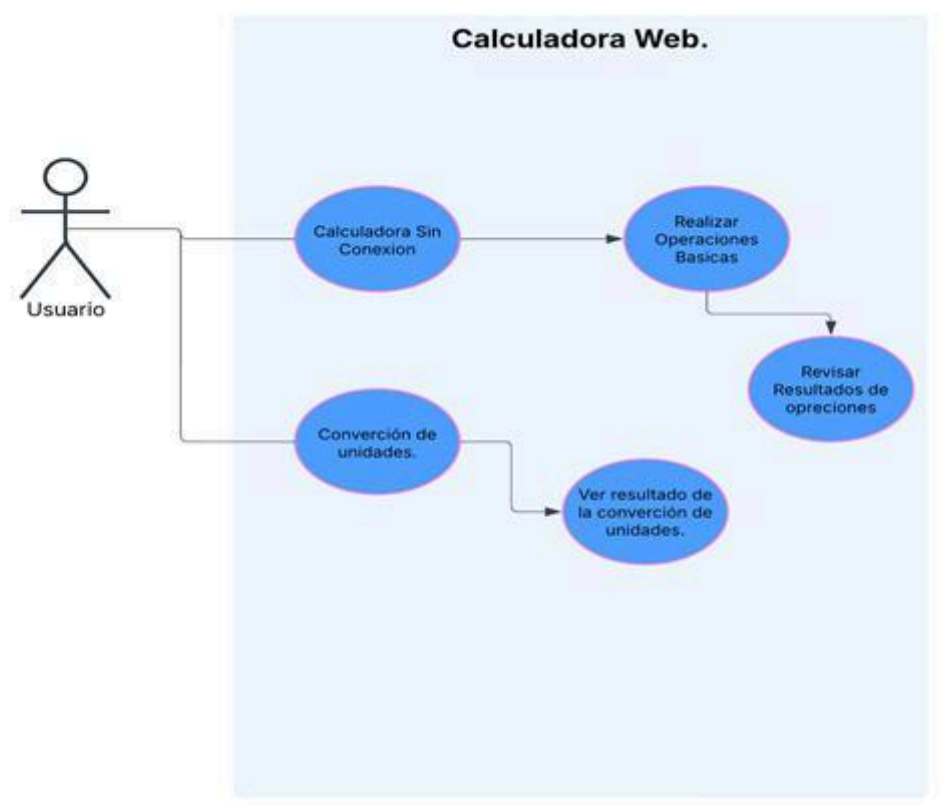 Calculadora Web.
Usuario
Calculadora Sin
Conexion
Realizar
Operaciones
Basicas
Revisar
Resultados de
opreciones
Converción de
unidades.
Ver resultado de
la converción de
unidades.